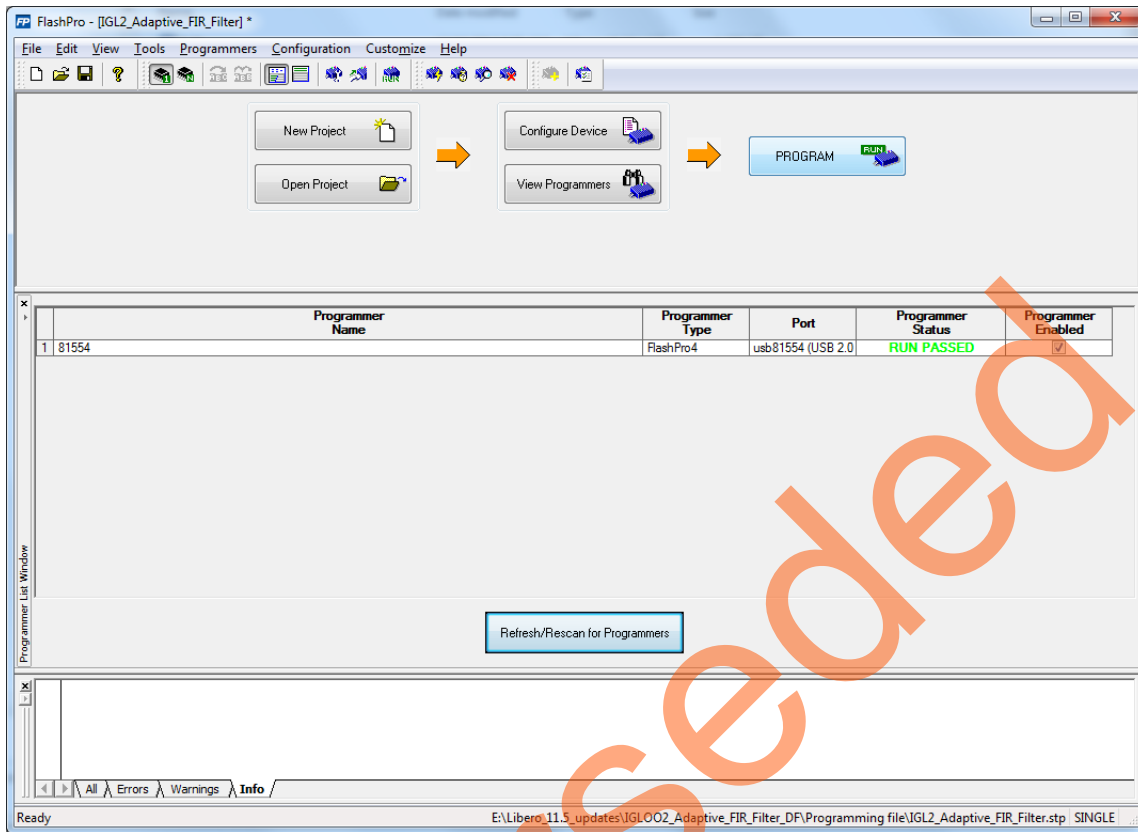 FlashPro - [IGL2_Adaptive_FIR_Filter] *
File Edit View Tools Programmers Configuration Customize Help
New Project
Open Project
Configure Device
View Programmers
PROGRAM
RUN
Programmer Name
Programmer Type
Port
Programmer Status
Programmer Enabled
1 81554 FlashPro4 usb81554 (USB 2.0 RUN PASSED
Programmer List Window
Refresh/Rescan for Programmers
All Errors Warnings Info
Ready E:\Libero_11.5_updates\IGLOO2_Adaptive_FIR_Filter_DF\Programming file\IGL2_Adaptive_FIR_Filter.stp SINGLE
seded